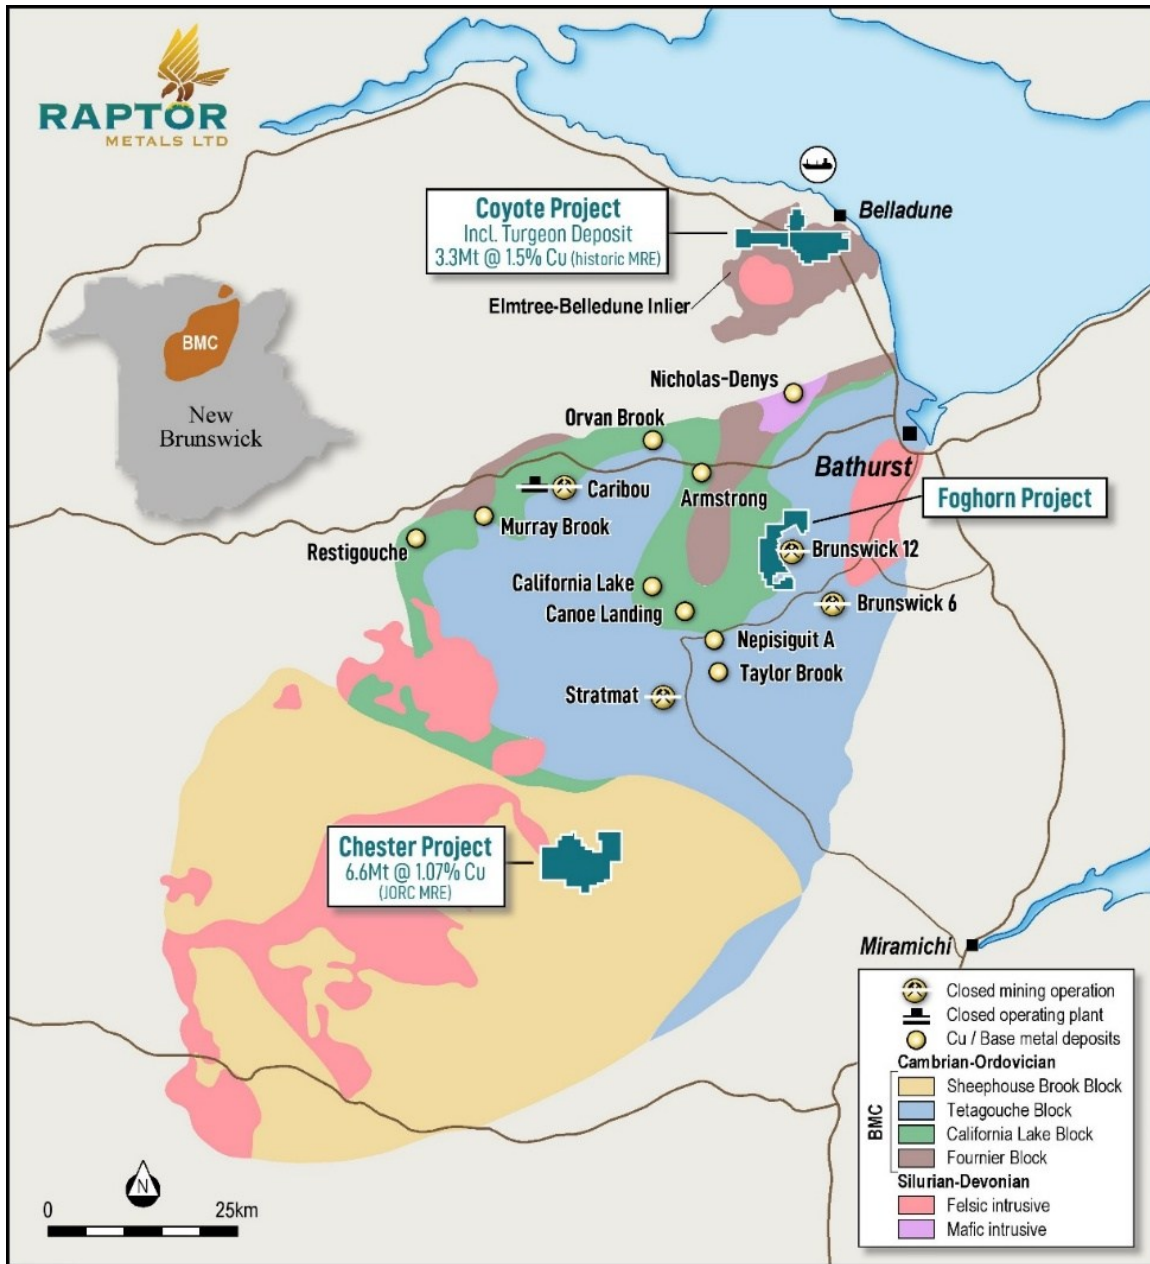 RAPTOR
METALS LTD
Coyote Project
Incl. Turgeon Deposit
3.3Mt @ 1.5% Cu (historic MRE)
Belladune
Elmtree-Belledune Inlier
BMC
New
Brunswick
Nicholas-Denys
Orvan Brook
Bathurst
Caribou
Armstrong
Foghorn Project
Murray Brook
Restigouche
Brunswick 12
California Lake
Canoe Landing
Brunswick 6
Nepisiguit A
Taylor Brook
Stratmat
Chester Project
6.6Mt @ 1.07% Cu
(JORC MRE)
Miramichi
Closed mining operation
Closed operating plant
Cu / Base metal deposits
Cambrian-Ordovician
BMC
Sheephouse Brook Block
Tetagouche Block
California Lake Block
Fournier Block
Silurian-Devonian
Felsic intrusive
Mafic intrusive
N
0 25km